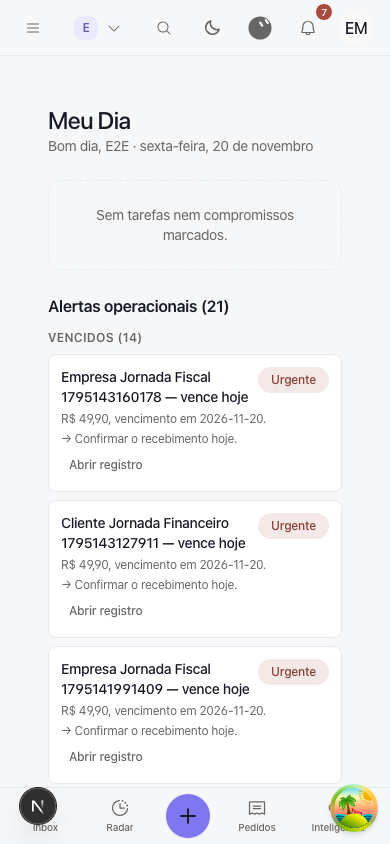 E
7
EM
Meu Dia
Bom dia, E2E · sexta-feira, 20 de novembro
Sem tarefas nem compromissos
marcados.
Alertas operacionais (21)
VENCIDOS (14)
Empresa Jornada Fiscal
1795143160178 — vence hoje
Urgente
R$ 49,90, vencimento em 2026-11-20.
→ Confirmar o recebimento hoje.
Abrir registro
Cliente Jornada Financeiro
1795143127911 — vence hoje
Urgente
R$ 49,90, vencimento em 2026-11-20.
→ Confirmar o recebimento hoje.
Abrir registro
Empresa Jornada Fiscal
1795141991409 — vence hoje
Urgente
R$ 49,90, vencimento em 2026-11-20.
→ Confirmar o recebimento hoje.
Abrir registro
N
Inbox
Radar
Pedidos